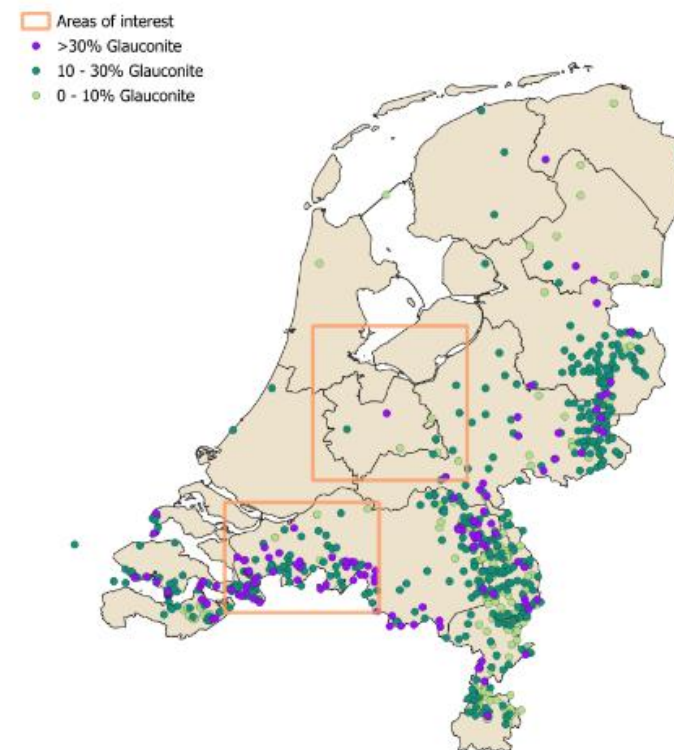 Areas of interest
>30% Glauconite
10 - 30% Glauconite
0 - 10% Glauconite